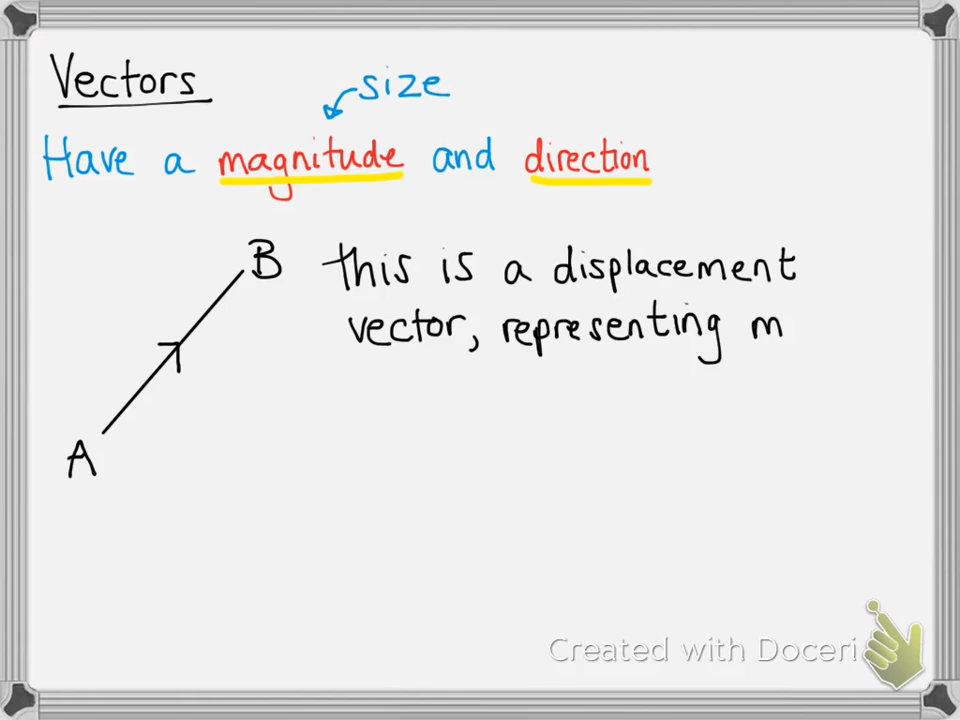 Vectors
size
Have a magnitude and direction
B
this is a displacement
vector, representing m
A
Created with Doceri